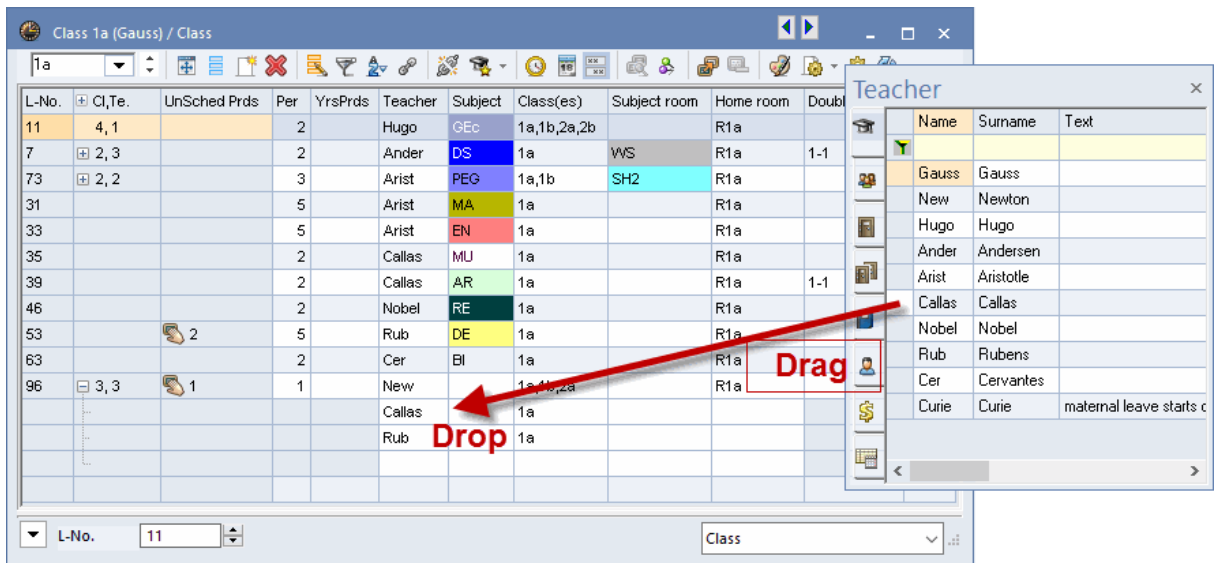 Class 1a (Gauss) / Class
1a
L-No. Cl,Te. UnSched Prds Per YrsPrds Teacher Subject Class(es) Subject room Home room Doubl
11 4, 1 2 Hugo GEc 1a,1b,2a,2b R1a
7 2, 3 2 Ander DS 1a WS R1a 1-1
73 2, 2 3 Arist PEG 1a,1b SH2 R1a
31 5 Arist MA 1a R1a
33 5 Arist EN 1a R1a
35 2 Callas MU 1a R1a
39 2 Callas AR 1a R1a 1-1
46 2 Nobel RE 1a R1a
53 2 5 Rub DE 1a R1a
63 2 Cer BI 1a R1a
96 3, 3 1 1 New 1a,1b,2a R1a
Callas 1a
Rub 1a
L-No. 11 Class
Teacher
Name Surname Text
Gauss Gauss
New Newton
Hugo Hugo
Ander Andersen
Arist Aristotle
Callas Callas
Nobel Nobel
Rub Rubens
Cer Cervantes
Curie Curie maternal leave starts o
Drag
Drop